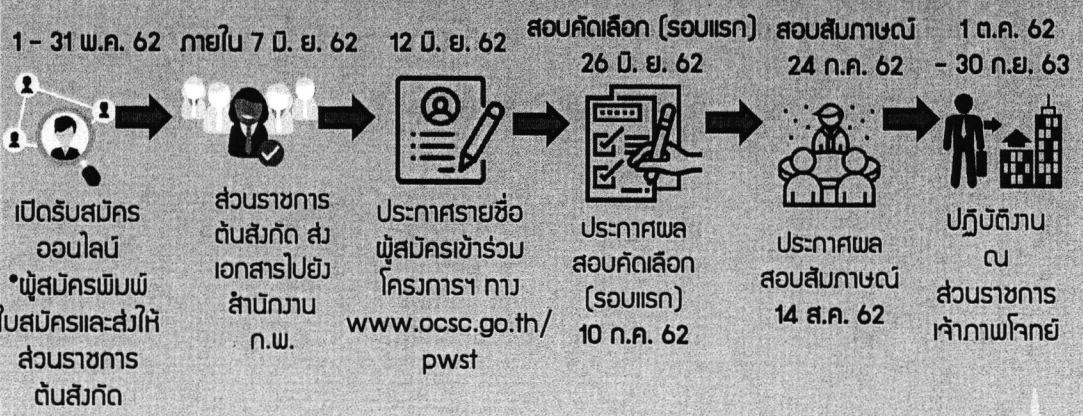 1 - 31 พ.ค. 62
เปิดรับสมัคร
ออนไลน์
*ผู้สมัครพิมพ์
ใบสมัครและส่งให้
ส่วนราชการ
ต้นสังกัด
ภายใน 7 มิ. ย. 62
ส่วนราชการ
ต้นสังกัด ส่ง
เอกสารไปยัง
สำนักงาน
ก.พ.
12 มิ. ย. 62
ประกาศรายชื่อ
ผู้สมัครเข้าร่วม
โครงการฯ ทาง
www.ocsc.go.th/
pwst
สอบคัดเลือก (รอบแรก)
26 มิ. ย. 62
ประกาศผล
สอบคัดเลือก
(รอบแรก)
10 ก.ค. 62
สอบสัมภาษณ์
24 ก.ค. 62
ประกาศผล
สอบสัมภาษณ์
14 ส.ค. 62
1 ต.ค. 62
- 30 ก.ย. 63
ปฏิบัติงาน
ณ
ส่วนราชการ
เจ้าภาพโจทย์